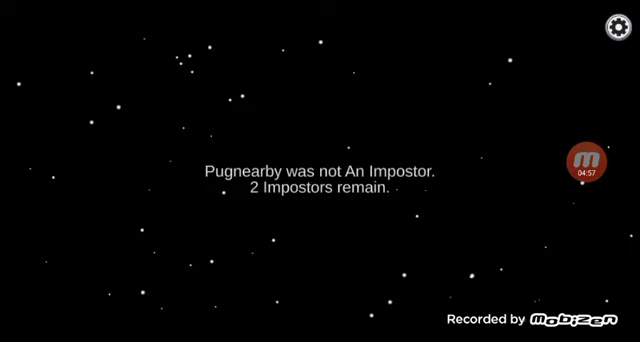 Pugnearby was not An Impostor.
2 Impostors remain.
04:57
Recorded by Mobizen